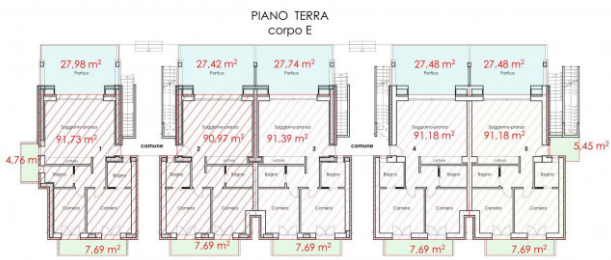 PIANO TERRA
corpo E
27,98 m²
27,42 m²
27,74 m²
27,48 m²
27,48 m²
Portico
Portico
Portico
Portico
Portico
Soggiorno-pranzo
Soggiorno-pranzo
Soggiorno-pranzo
Soggiorno-pranzo
Soggiorno-pranzo
91,73 m²
90,97 m²
91,39 m²
91,18 m²
91,18 m²
1
comune
2
3
comune
4
5
5,45 m²
4,76 m²
Bagno
Bagno
Bagno
Bagno
Bagno
Bagno
Bagno
Bagno
Bagno
Bagno
Camera
Camera
Camera
Camera
Camera
Camera
Camera
Camera
Camera
Camera
7,69 m²
7,69 m²
7,69 m²
7,69 m²
7,69 m²